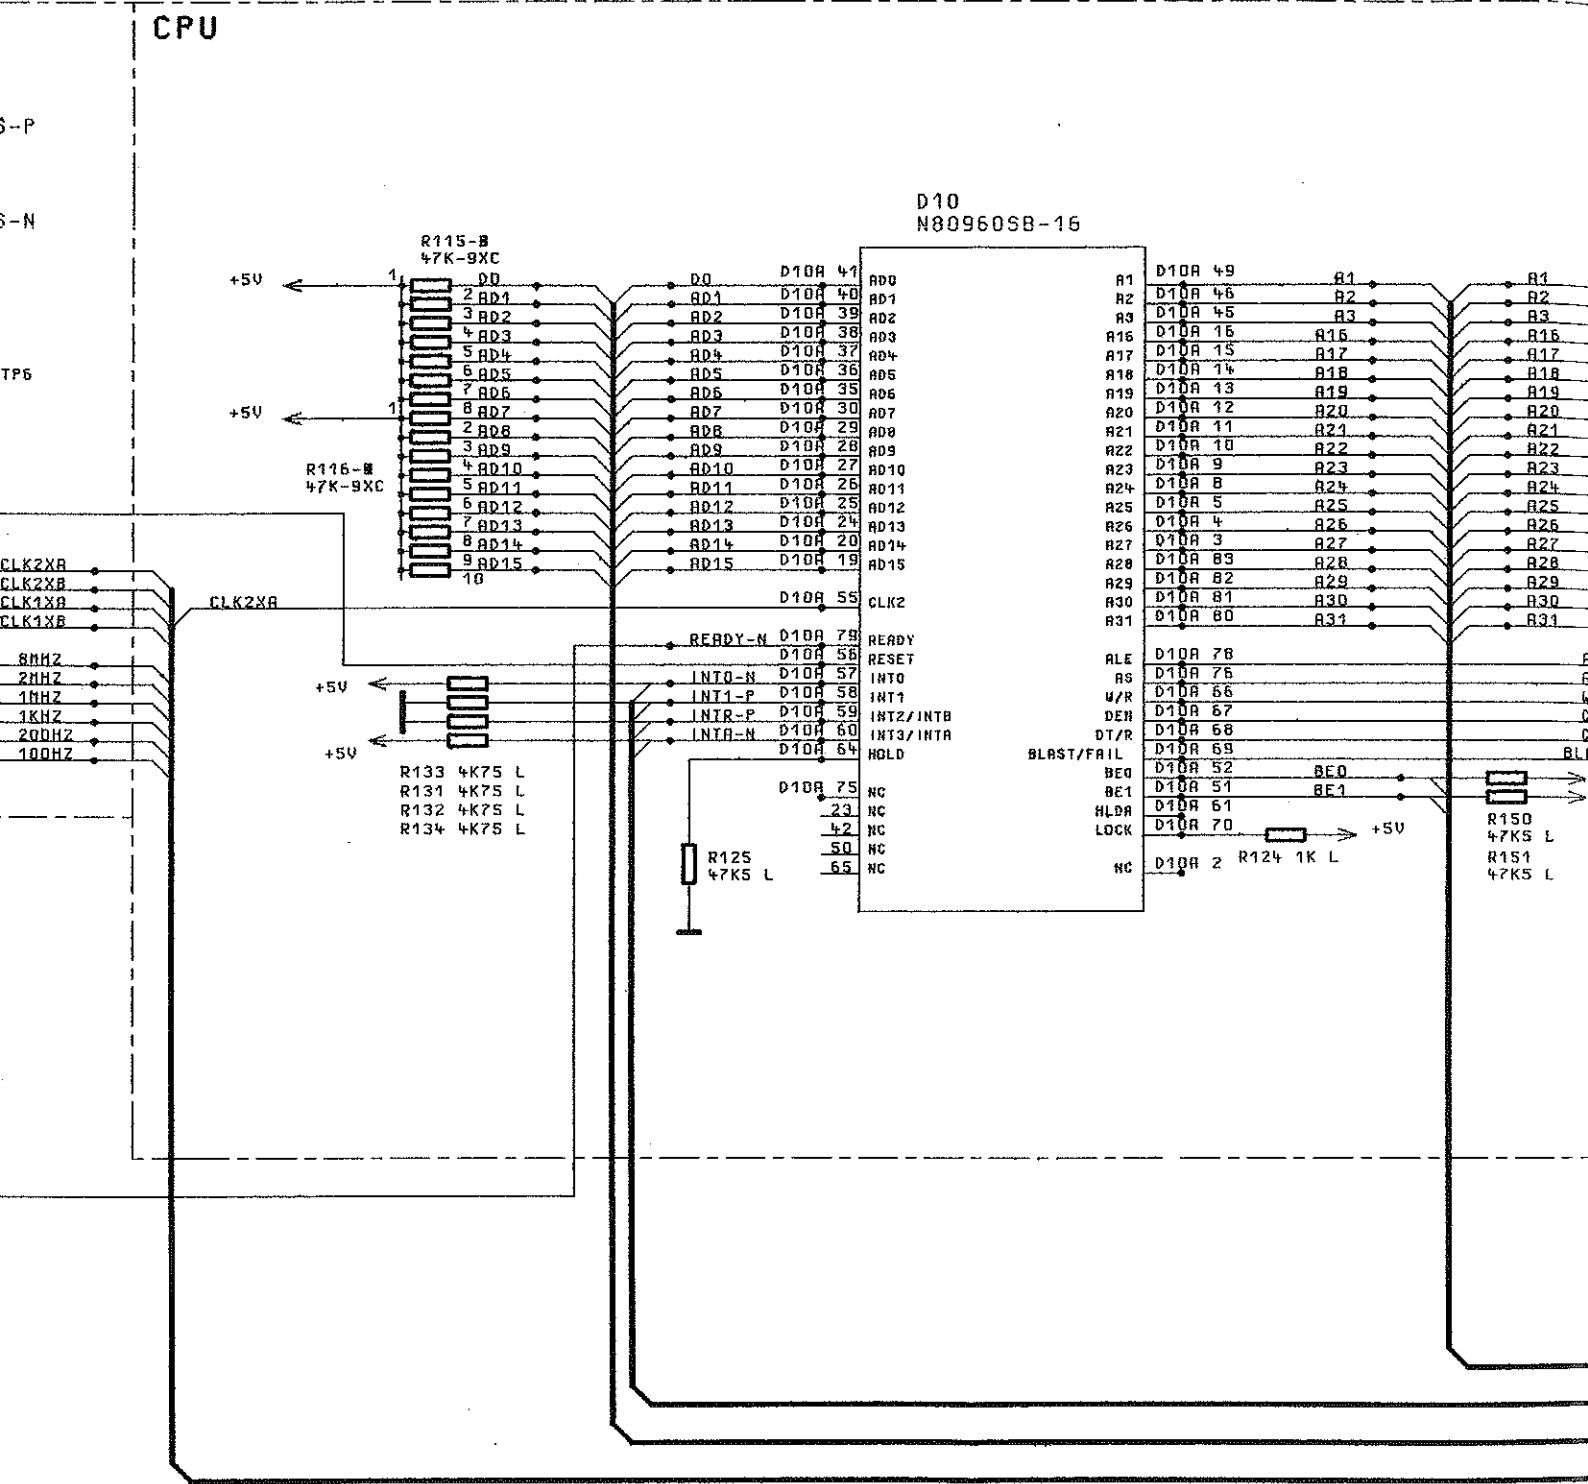 CPU
S-P
S-N
TP6
D10
N80960SB-16
R115-B
47K-9XC
+5V
+5V
R116-B
47K-9XC
1
2
3
4
5
6
7
8
1
2
3
4
5
6
7
8
9
10
D0
AD1
AD2
AD3
AD4
AD5
AD6
AD7
AD8
AD9
AD10
AD11
AD12
AD13
AD14
AD15
D0 D10A 41 AD0
AD1 D10A 40 AD1
AD2 D10A 39 AD2
AD3 D10A 38 AD3
AD4 D10A 37 AD4
AD5 D10A 36 AD5
AD6 D10A 35 AD6
AD7 D10A 30 AD7
AD8 D10A 29 AD8
AD9 D10A 28 AD9
AD10 D10A 27 AD10
AD11 D10A 26 AD11
AD12 D10A 25 AD12
AD13 D10A 24 AD13
AD14 D10A 20 AD14
AD15 D10A 19 AD15
CLK2XA
CLK2XB
CLK1XA
CLK1XB
8MHZ
2MHZ
1MHZ
1KHZ
200HZ
100HZ
CLK2XA D10A 55 CLK2
READY-N D10A 79 READY
D10A 56 RESET
+5V INT0-N D10A 57 INT0
INT1-P D10A 58 INT1
INTR-P D10A 59 INT2/INTB
+5V INTA-N D10A 60 INT3/INTA
D10A 64 HOLD
R133 4K75 L
R131 4K75 L
R132 4K75 L
R134 4K75 L
D10A 75 NC
23 NC
42 NC
50 NC
65 NC
R125
47K5 L
A1 D10A 49 A1 A1
A2 D10A 46 A2 A2
A3 D10A 45 A3 A3
A16 D10A 16 A16 A16
A17 D10A 15 A17 A17
A18 D10A 14 A18 A18
A19 D10A 13 A19 A19
A20 D10A 12 A20 A20
A21 D10A 11 A21 A21
A22 D10A 10 A22 A22
A23 D10A 9 A23 A23
A24 D10A 8 A24 A24
A25 D10A 5 A25 A25
A26 D10A 4 A26 A26
A27 D10A 3 A27 A27
A28 D10A 83 A28 A28
A29 D10A 82 A29 A29
A30 D10A 81 A30 A30
A31 D10A 80 A31 A31
ALE D10A 78
AS D10A 76
W/R D10A 66
DEN D10A 67
DT/R D10A 68
BLAST/FAIL D10A 69
BE0 D10A 52 BE0
BE1 D10A 51 BE1
HLDA D10A 61
LOCK D10A 70 +5V
R124 1K L
NC D10A 2
R150
47K5 L
R151
47K5 L